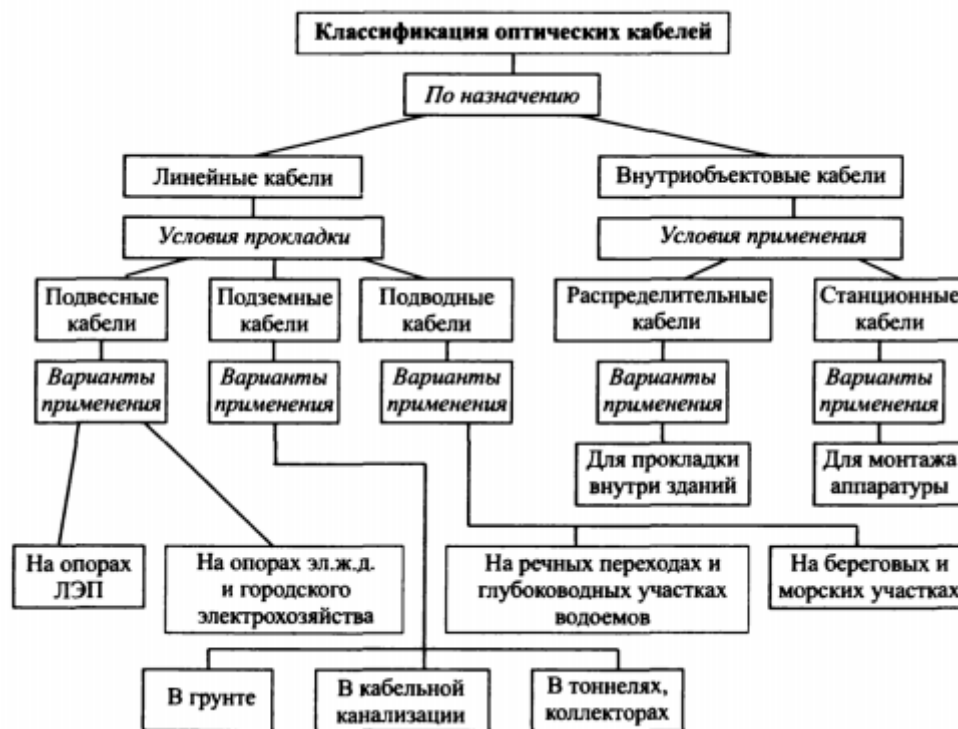 Классификация оптических кабелей
По назначению
Линейные кабели
Внутриобъектовые кабели
Условия прокладки
Условия применения
Подвесные
кабели
Подземные
кабели
Подводные
кабели
Распределительные
кабели
Станционные
кабели
Варианты
применения
Варианты
применения
Варианты
применения
Варианты
применения
Варианты
применения
Для прокладки
внутри зданий
Для монтажа
аппаратуры
На опорах
ЛЭП
На опорах эл.ж.д.
и городского
электрохозяйства
На речных переходах и
глубоководных участках
водоемов
На береговых и
морских участках
В грунте
В кабельной
канализации
В тоннелях,
коллекторах